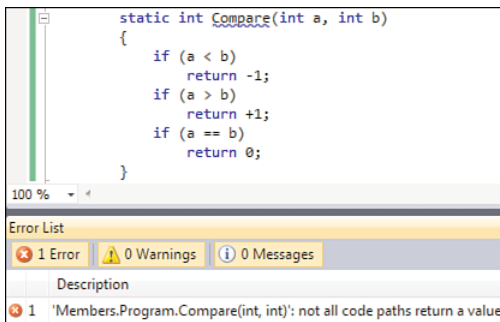 static int Compare(int a, int b)
{
if (a < b)
return -1;
if (a > b)
return +1;
if (a == b)
return 0;
}
100 %
Error List
1 Error 0 Warnings 0 Messages
Description
1 'Members.Program.Compare(int, int)': not all code paths return a value